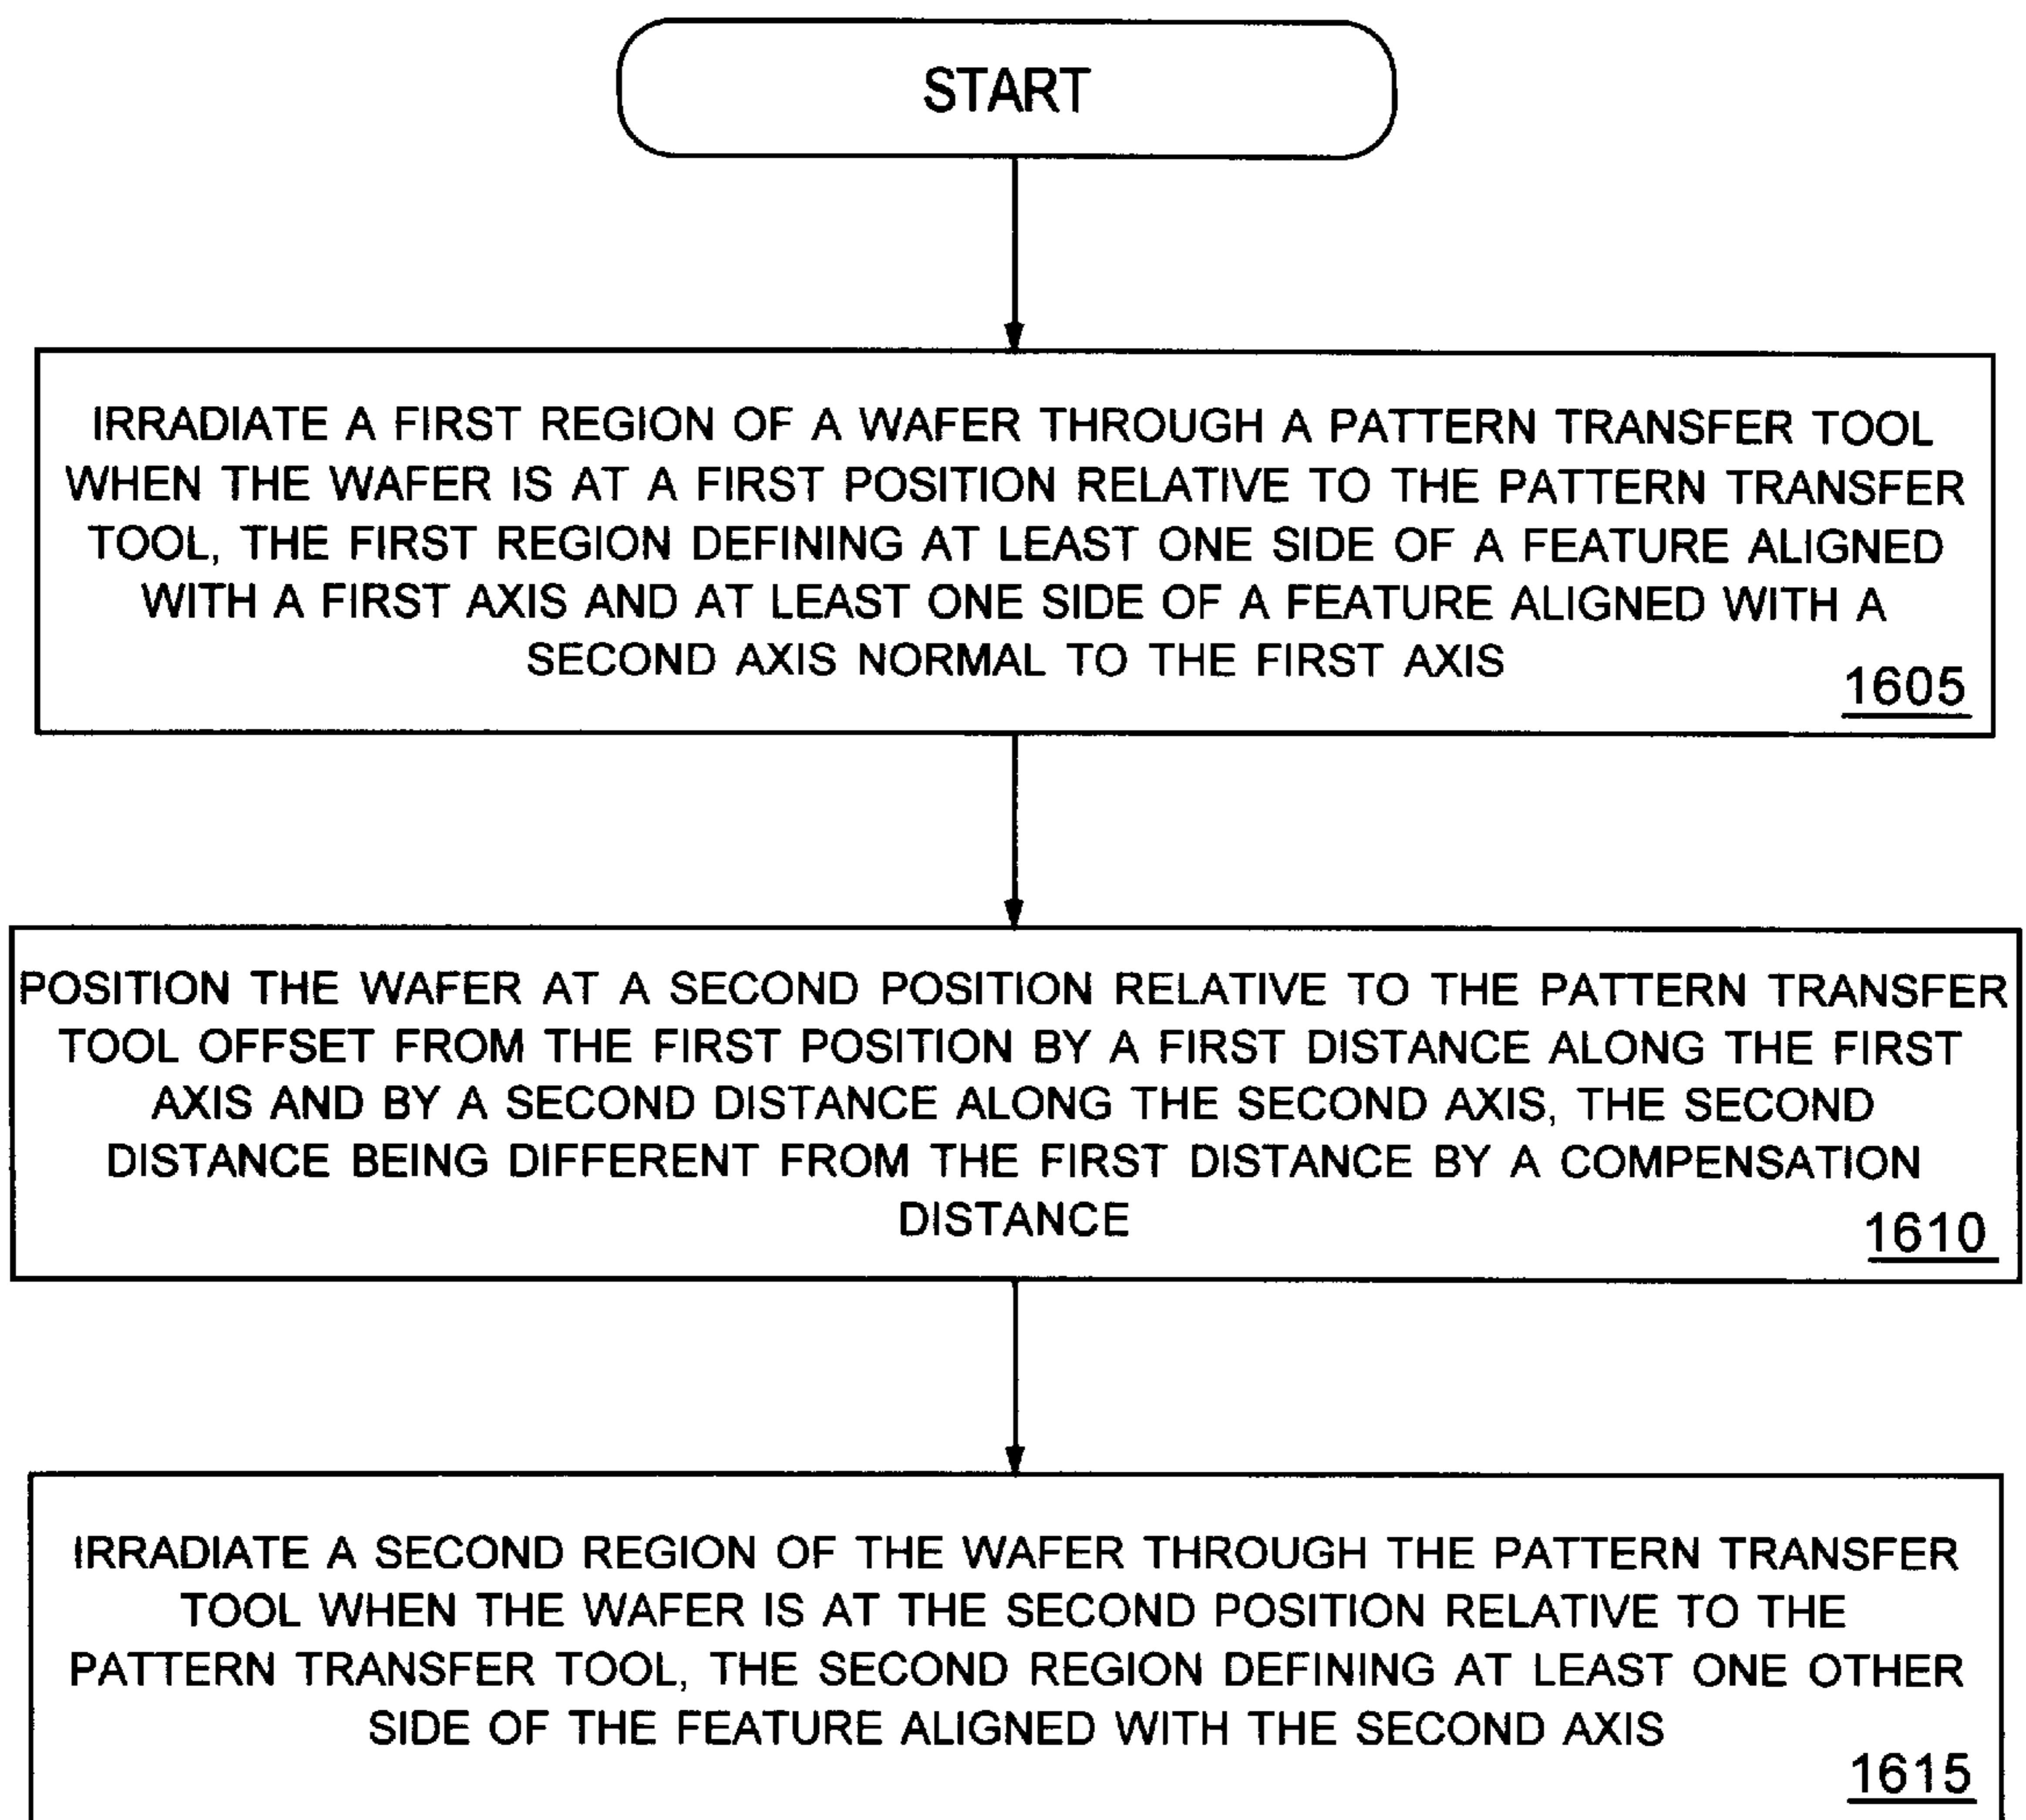 START
IRRADIATE A FIRST REGION OF A WAFER THROUGH A PATTERN TRANSFER TOOL
WHEN THE WAFER IS AT A FIRST POSITION RELATIVE TO THE PATTERN TRANSFER
TOOL, THE FIRST REGION DEFINING AT LEAST ONE SIDE OF A FEATURE ALIGNED
WITH A FIRST AXIS AND AT LEAST ONE SIDE OF A FEATURE ALIGNED WITH A
SECOND AXIS NORMAL TO THE FIRST AXIS
1605
POSITION THE WAFER AT A SECOND POSITION RELATIVE TO THE PATTERN TRANSFER
TOOL OFFSET FROM THE FIRST POSITION BY A FIRST DISTANCE ALONG THE FIRST
AXIS AND BY A SECOND DISTANCE ALONG THE SECOND AXIS, THE SECOND
DISTANCE BEING DIFFERENT FROM THE FIRST DISTANCE BY A COMPENSATION
DISTANCE
1610
IRRADIATE A SECOND REGION OF THE WAFER THROUGH THE PATTERN TRANSFER
TOOL WHEN THE WAFER IS AT THE SECOND POSITION RELATIVE TO THE
PATTERN TRANSFER TOOL, THE SECOND REGION DEFINING AT LEAST ONE OTHER
SIDE OF THE FEATURE ALIGNED WITH THE SECOND AXIS
1615